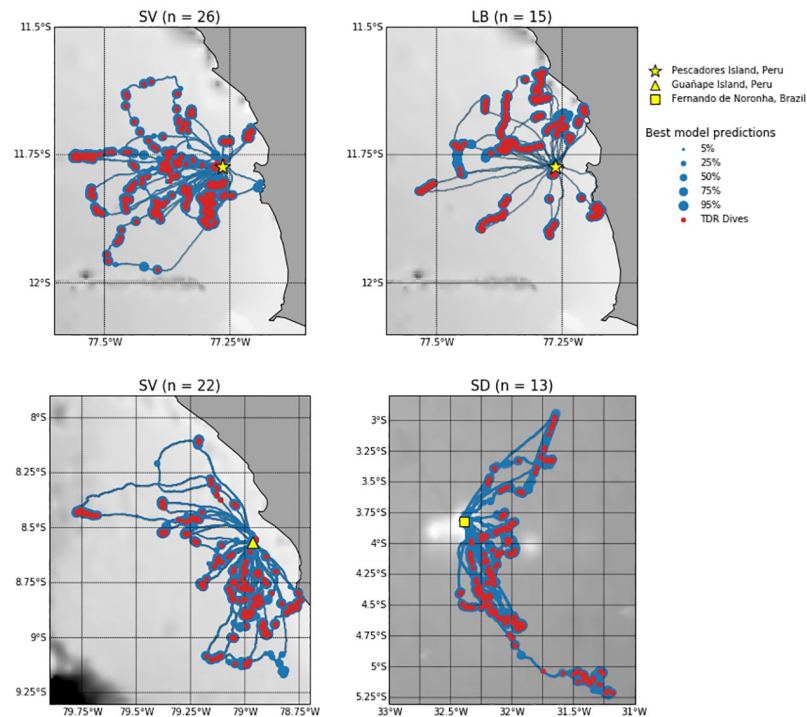 SV (n = 26)
LB (n = 15)
11.5°S
11.5°S
11.75°S
11.75°S
12°S
12°S
77.5°W
77.25°W
77.5°W
77.25°W
Pescadores Island, Peru
Guañape Island, Peru
Fernando de Noronha, Brazil
Best model predictions
5%
25%
50%
75%
95%
TDR Dives
SV (n = 22)
SD (n = 13)
8°S
8.25°S
8.5°S
8.75°S
9°S
9.25°S
79.75°W
79.5°W
79.25°W
79°W
78.75°W
3°S
3.25°S
3.5°S
3.75°S
4°S
4.25°S
4.5°S
4.75°S
5°S
5.25°S
33°W
32.5°W
32°W
31.5°W
31°W